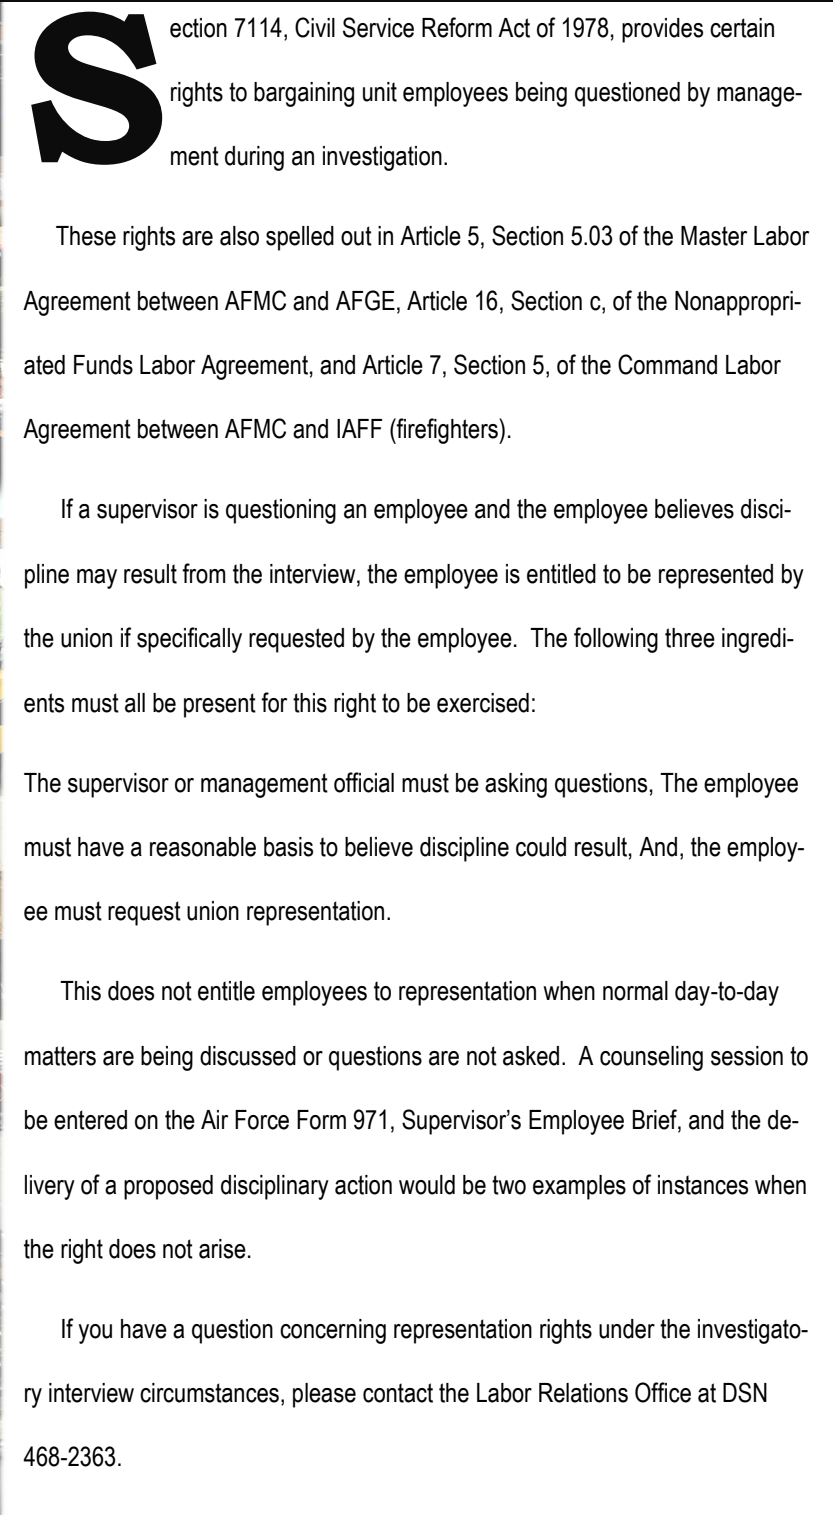 Section 7114, Civil Service Reform Act of 1978, provides certain
rights to bargaining unit employees being questioned by manage-
ment during an investigation.
These rights are also spelled out in Article 5, Section 5.03 of the Master Labor
Agreement between AFMC and AFGE, Article 16, Section c, of the Nonappropri-
ated Funds Labor Agreement, and Article 7, Section 5, of the Command Labor
Agreement between AFMC and IAFF (firefighters).
If a supervisor is questioning an employee and the employee believes disci-
pline may result from the interview, the employee is entitled to be represented by
the union if specifically requested by the employee.  The following three ingredi-
ents must all be present for this right to be exercised:
The supervisor or management official must be asking questions, The employee
must have a reasonable basis to believe discipline could result, And, the employ-
ee must request union representation.
This does not entitle employees to representation when normal day-to-day
matters are being discussed or questions are not asked.  A counseling session to
be entered on the Air Force Form 971, Supervisor’s Employee Brief, and the de-
livery of a proposed disciplinary action would be two examples of instances when
the right does not arise.
If you have a question concerning representation rights under the investigato-
ry interview circumstances, please contact the Labor Relations Office at DSN
468-2363.